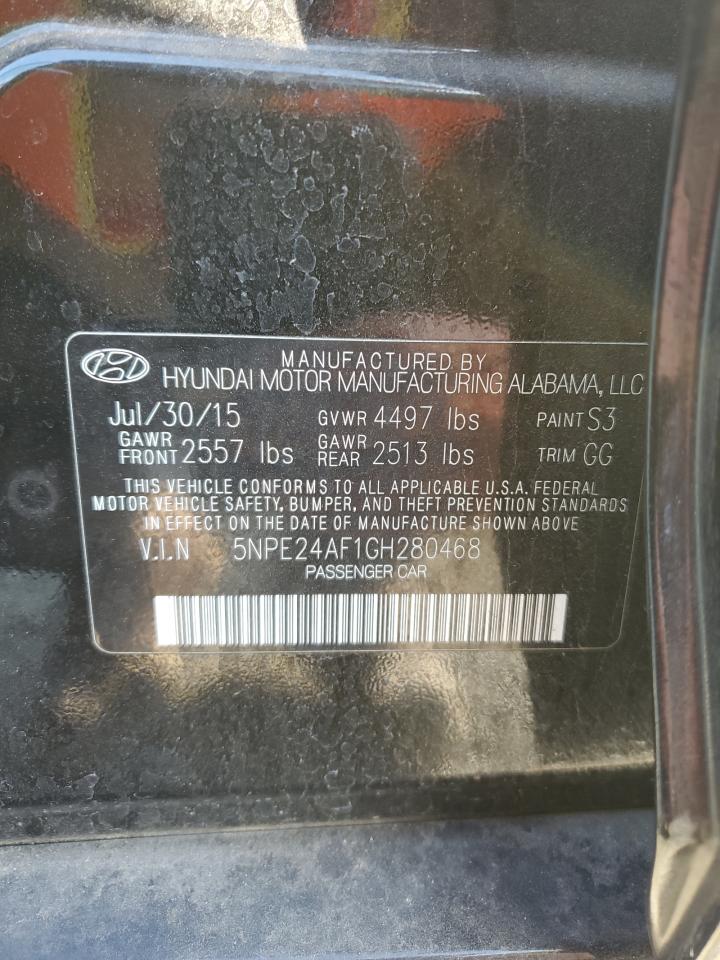 MANUFACTURED BY
HYUNDAI MOTOR MANUFACTURING ALABAMA, LLC
Jul/30/15 GVWR 4497 lbs PAINT S3
GAWR FRONT 2557 lbs GAWR REAR 2513 lbs TRIM GG
THIS VEHICLE CONFORMS TO ALL APPLICABLE U.S.A. FEDERAL
MOTOR VEHICLE SAFETY, BUMPER, AND THEFT PREVENTION STANDARDS
IN EFFECT ON THE DATE OF MANUFACTURE SHOWN ABOVE
V.I.N 5NPE24AF1GH280468
PASSENGER CAR